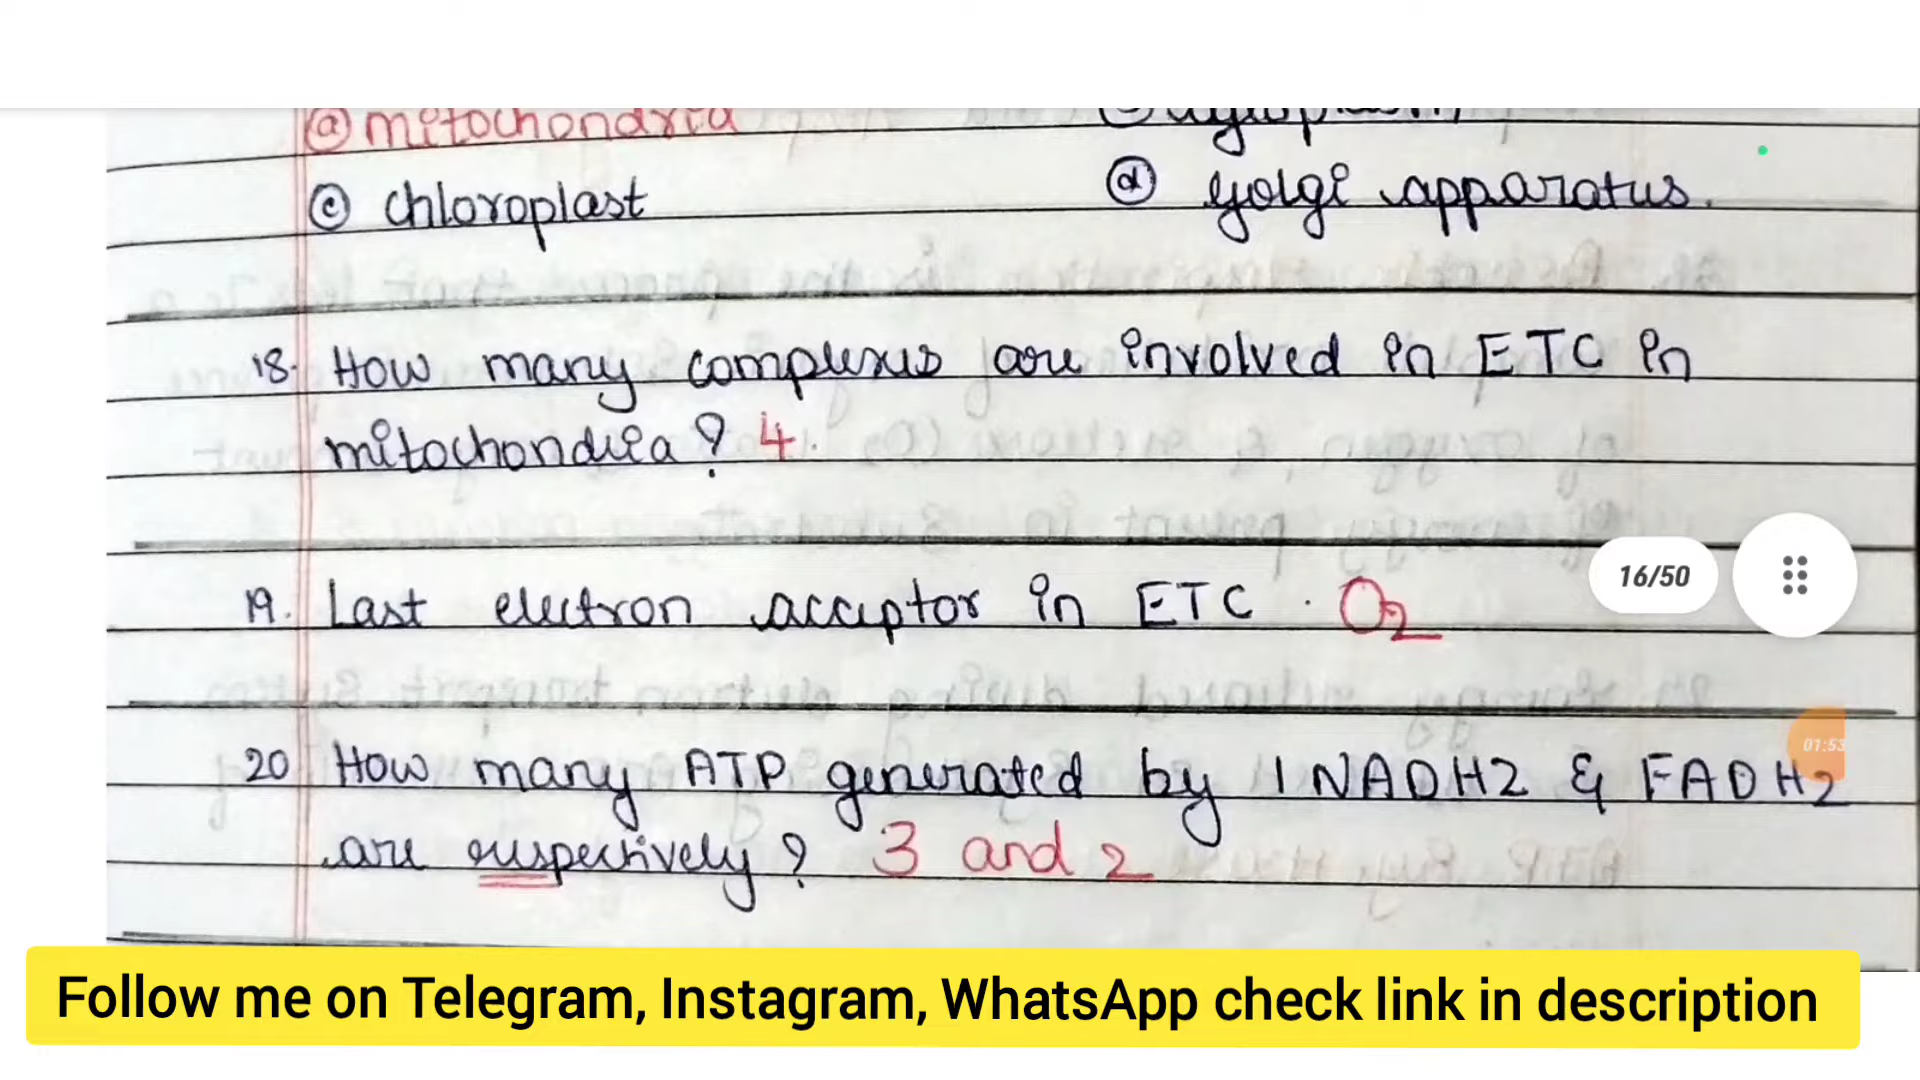 ⓐ mitochondria
ⓒ chloroplast
ⓓ golgi apparatus.
18. How many complexes are involved in ETC in
mitochondria? 4.
19. Last electron acceptor in ETC. O2
20 How many ATP generated by 1 NADH2 & FADH2
are respectively? 3 and 2
16/50
01:53
Follow me on Telegram, Instagram, WhatsApp check link in description